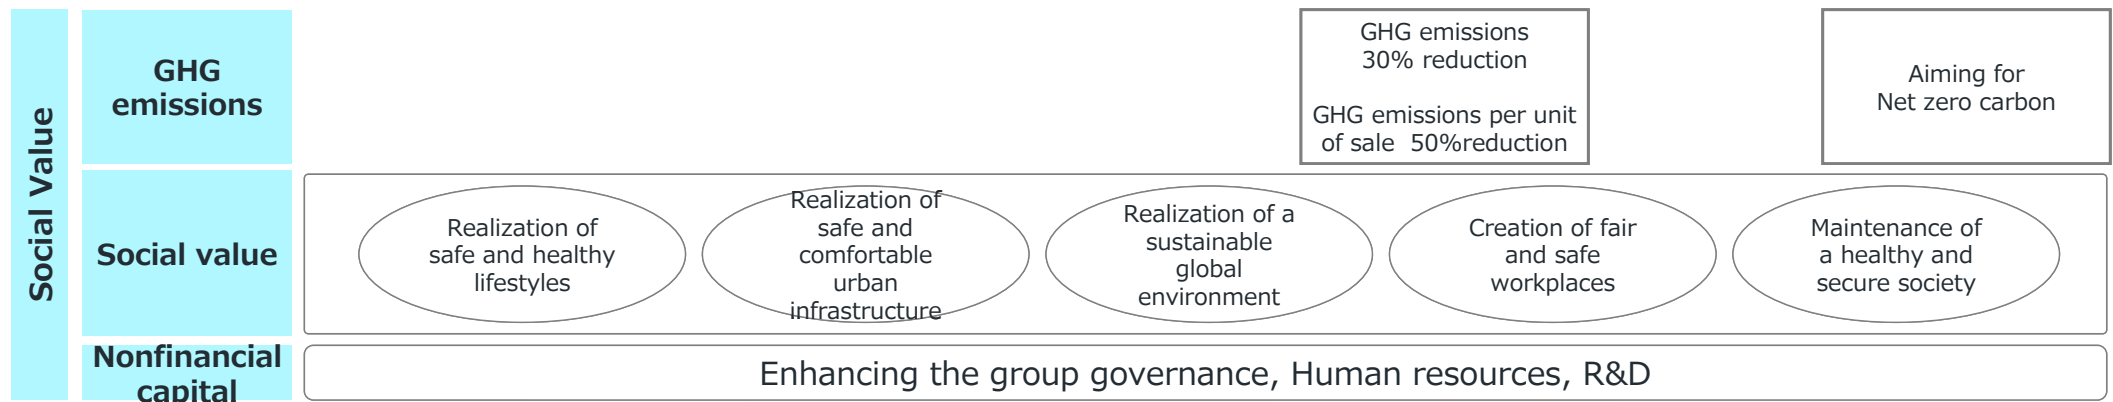 Social Value
GHG
emissions
GHG emissions
30% reduction
GHG emissions per unit
of sale  50%reduction
Aiming for
Net zero carbon
Social value
Realization of
safe and healthy
lifestyles
Realization of
safe and
comfortable
urban
infrastructure
Realization of a
sustainable
global
environment
Creation of fair
and safe
workplaces
Maintenance of
a healthy and
secure society
Nonfinancial
capital
Enhancing the group governance, Human resources, R&D